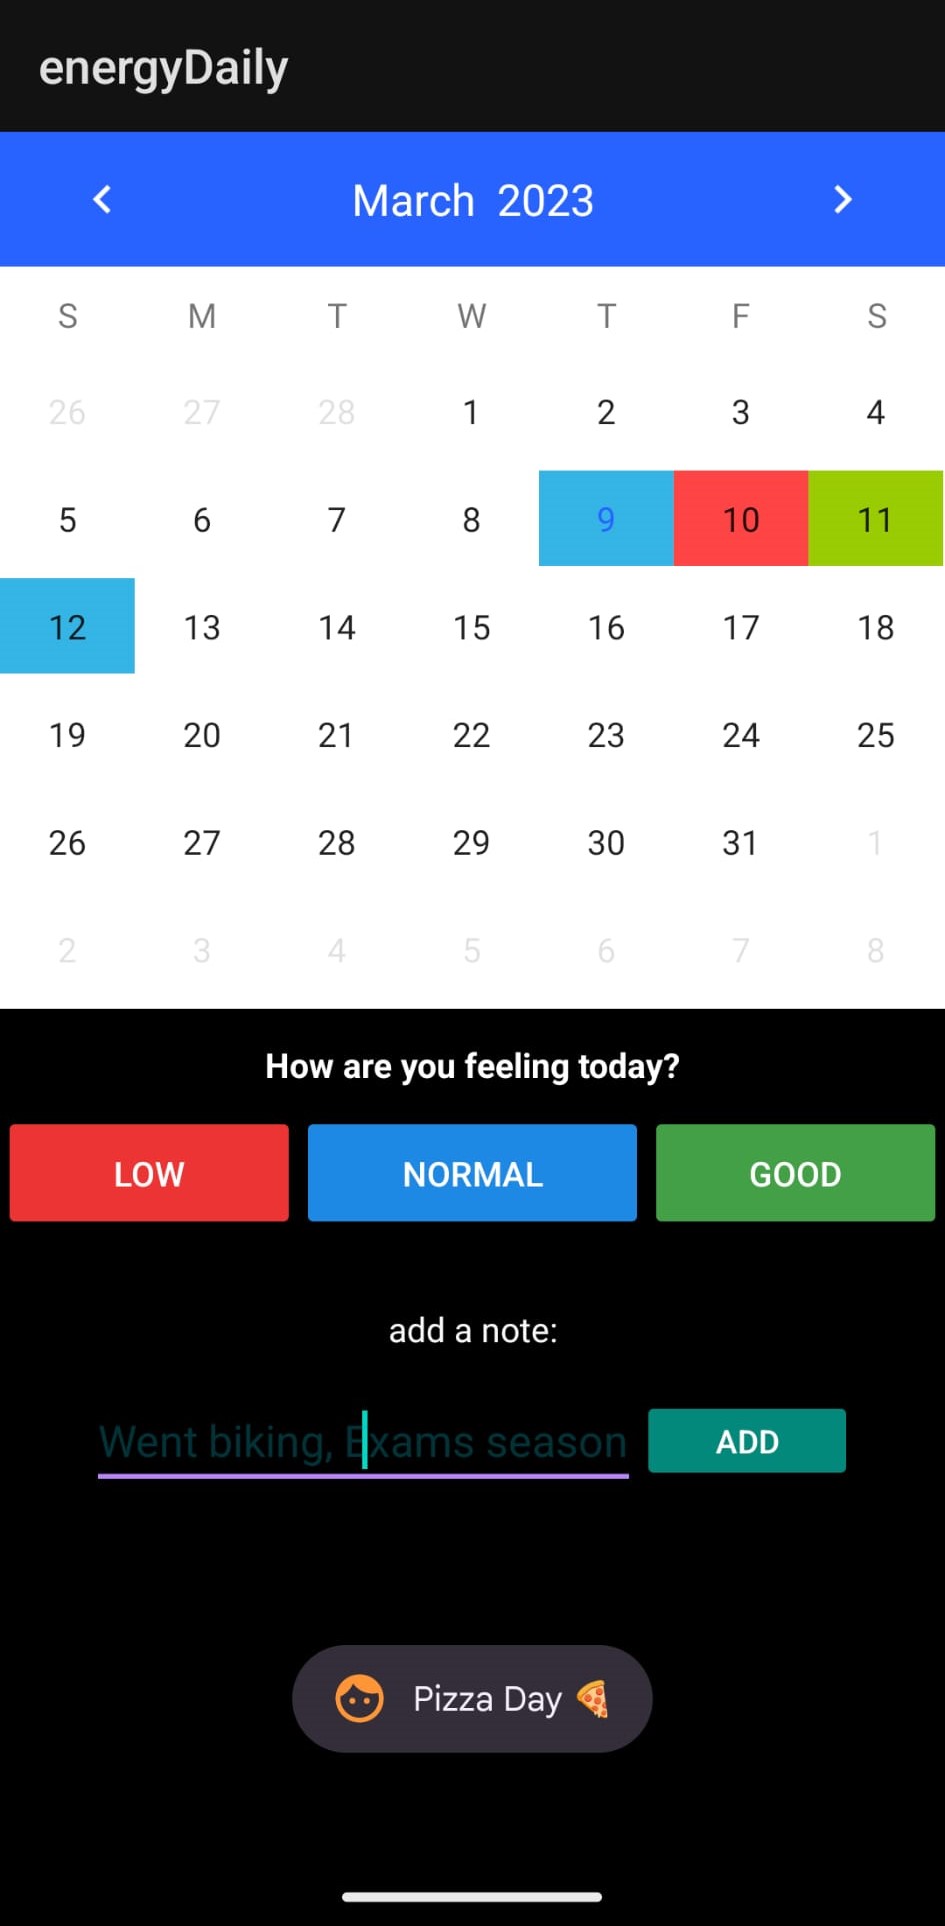 energyDaily
March 2023
S M T W T F S
26 27 28 1 2 3 4
5 6 7 8 9 10 11
12 13 14 15 16 17 18
19 20 21 22 23 24 25
26 27 28 29 30 31 1
2 3 4 5 6 7 8
How are you feeling today?
LOW NORMAL GOOD
add a note:
Went biking, Exams season ADD
Pizza Day 🍕